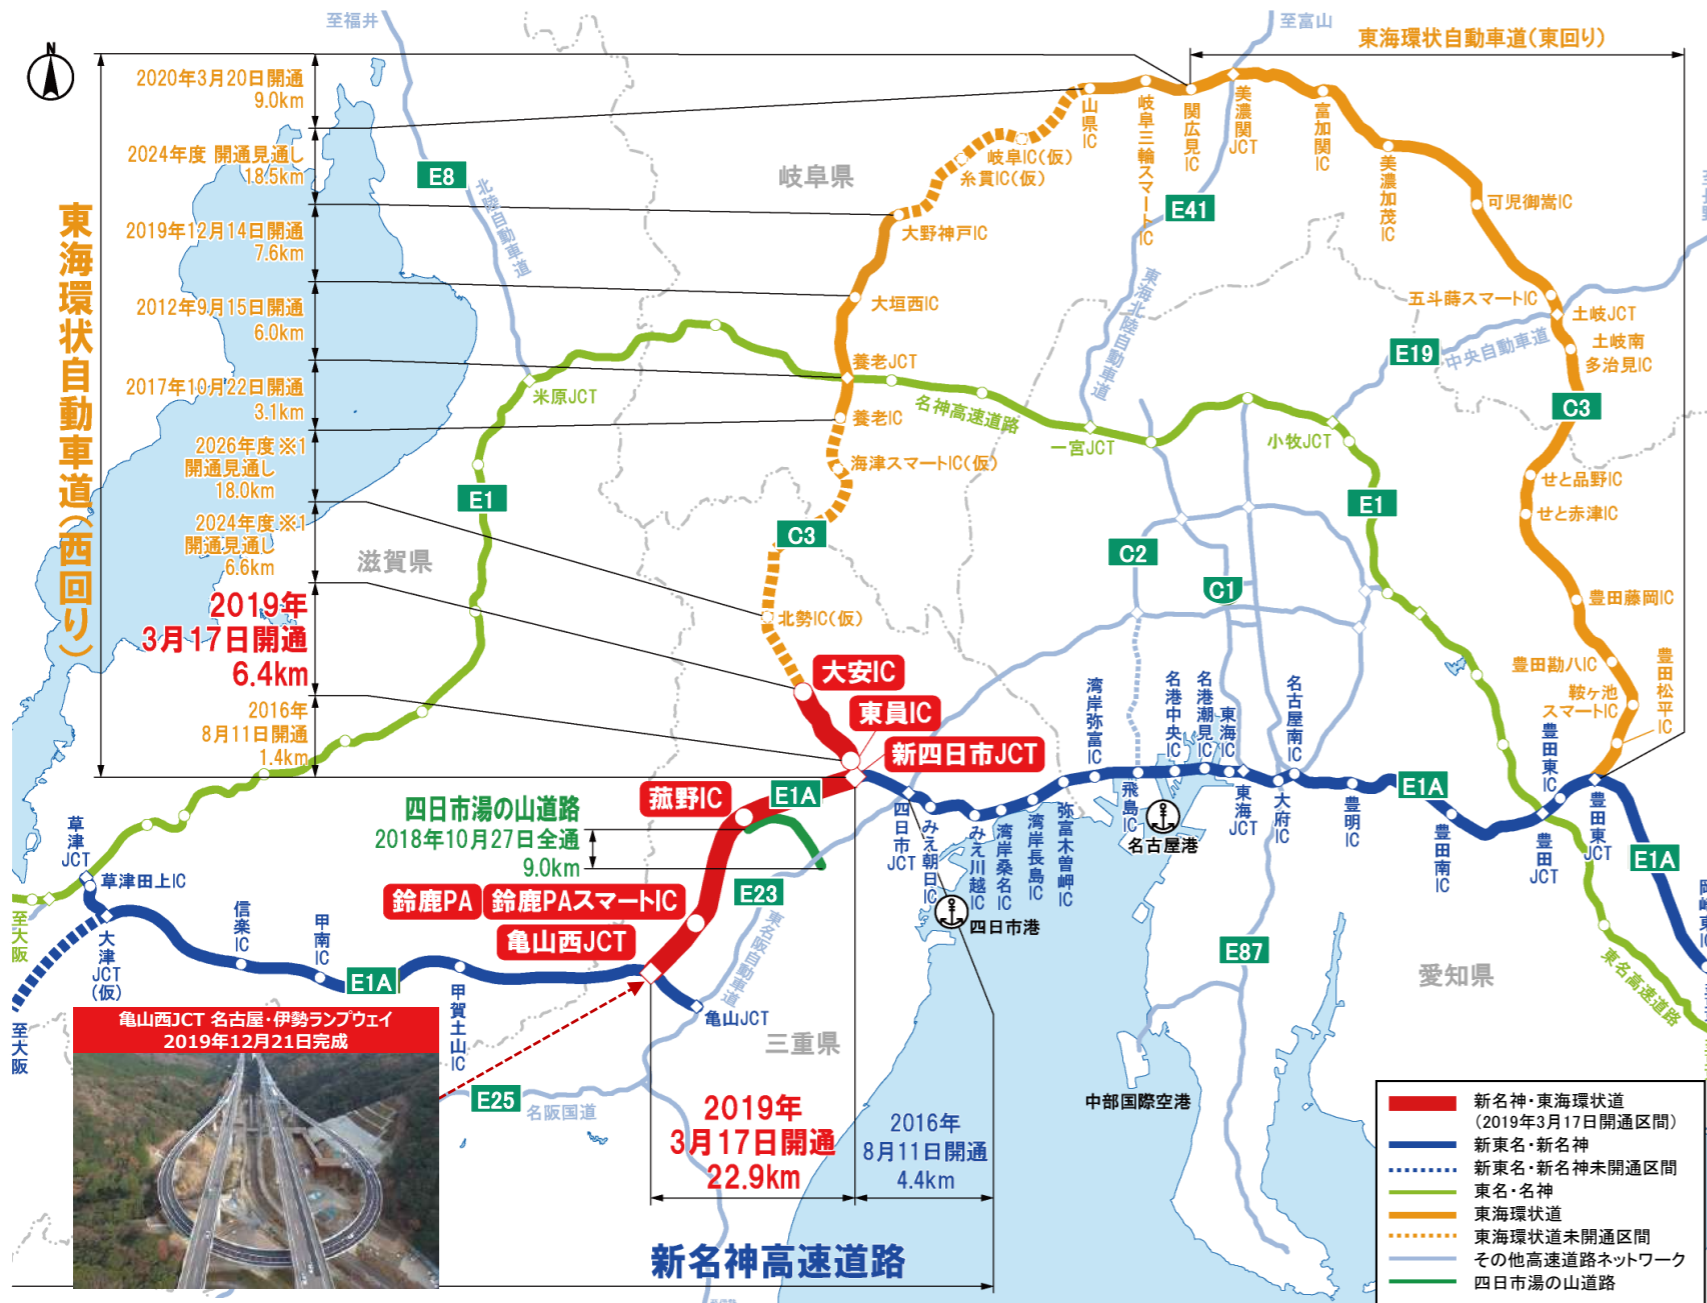 至福井
至富山
東海環状自動車道(東回り)
N
2020年3月20日開通
9.0km
2024年度 開通見通し
18.5km
2019年12月14日開通
7.6km
2012年9月15日開通
6.0km
2017年10月22日開通
3.1km
2026年度※1
開通見通し
18.0km
2024年度※1
開通見通し
6.6km
2019年
3月17日開通
6.4km
2016年
8月11日開通
1.4km
東海環状自動車道(西回り)
E8
北陸自動車道
岐阜県
山県IC
岐阜三輪スマートIC
関広見IC
美濃関JCT
富加関IC
美濃加茂IC
可児御嵩IC
岐阜IC(仮)
糸貫IC(仮)
大野神戸IC
E41
東海北陸自動車道
大垣西IC
五斗蒔スマートIC
土岐JCT
土岐南
多治見IC
E19
中央自動車道
C3
養老JCT
米原JCT
養老IC
名神高速道路
一宮JCT
小牧JCT
海津スマートIC(仮)
E1
E1
せと品野IC
せと赤津IC
C3
C2
C1
滋賀県
北勢IC(仮)
豊田藤岡IC
豊田勘八IC
鞍ヶ池
スマートIC
豊田松平IC
大安IC
東員IC
新四日市JCT
菰野IC
E1A
四日市湯の山道路
2018年10月27日全通
9.0km
湾岸弥富IC
名港中央IC
名港潮見IC
東海IC
名古屋南IC
豊田東IC
E1A
四日市JCT
みえ朝日IC
みえ川越IC
湾岸桑名IC
湾岸長島IC
弥富木曽岬IC
飛島IC
名古屋港
東海JCT
大府IC
豊明IC
豊田南IC
豊田JCT
豊田東JCT
E1A
草津JCT
草津田上IC
至大阪
大津JCT(仮)
信楽IC
甲南IC
E1A
甲賀土山IC
至大阪
鈴鹿PA
鈴鹿PAスマートIC
亀山西JCT
E23
東名阪自動車道
亀山JCT
四日市港
E87
愛知県
東名高速道路
三重県
中部国際空港
亀山西JCT 名古屋・伊勢ランプウェイ
2019年12月21日完成
E25
名阪国道
2019年
3月17日開通
22.9km
2016年
8月11日開通
4.4km
新名神高速道路
新名神・東海環状道
(2019年3月17日開通区間)
新東名・新名神
新東名・新名神未開通区間
東名・名神
東海環状道
東海環状道未開通区間
その他高速道路ネットワーク
四日市湯の山道路